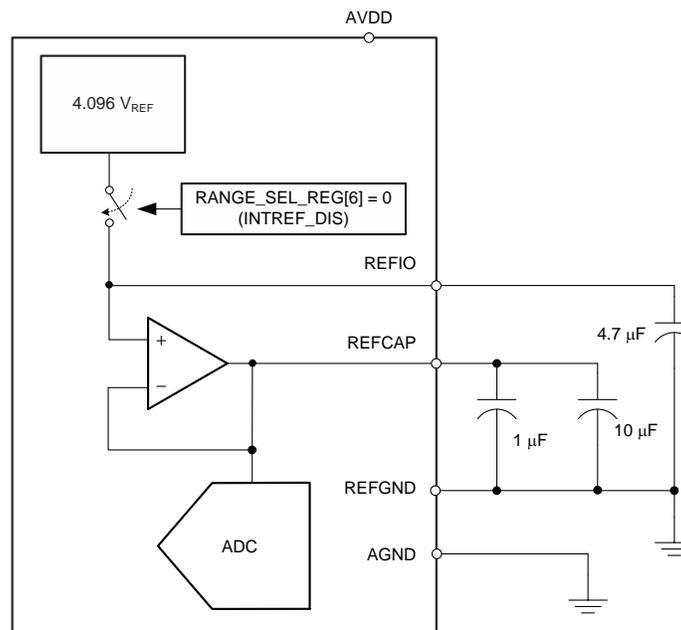 AVDD
4.096 VREF
RANGE_SEL_REG[6] = 0
(INTREF_DIS)
REFIO
4.7 μF
REFCAP
+
−
1 μF
10 μF
REFGND
ADC
AGND